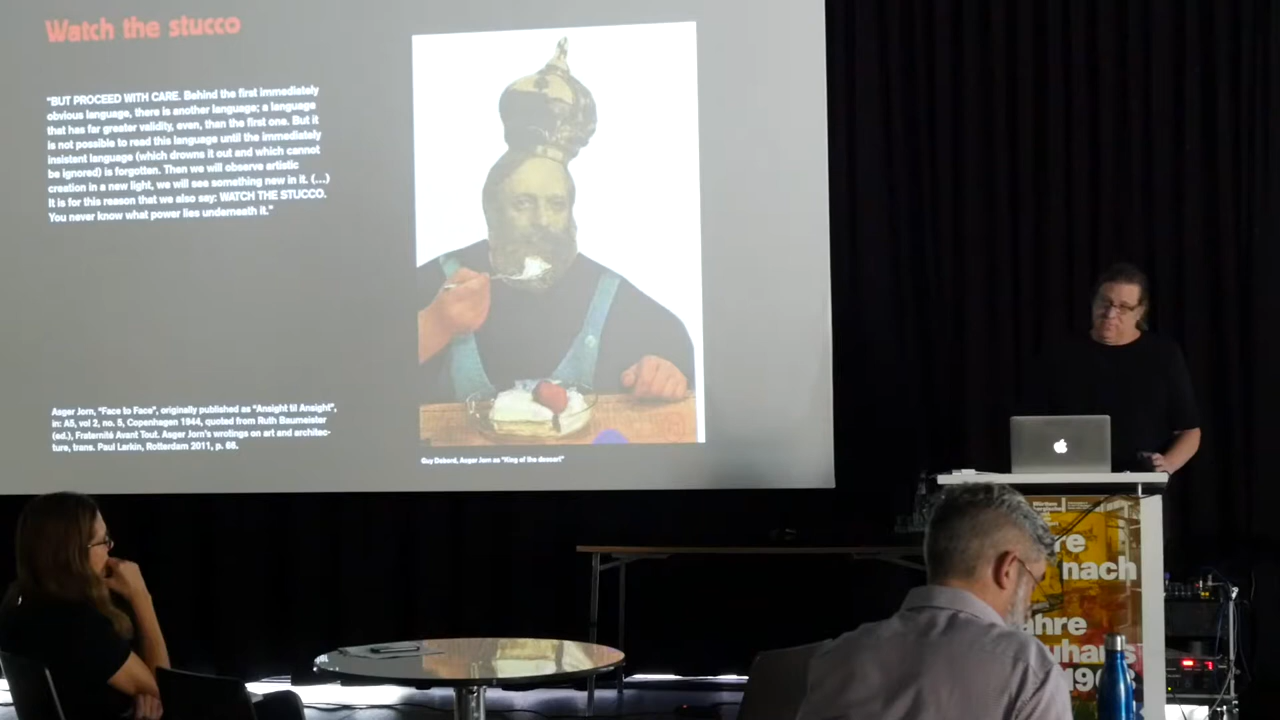 Watch the stucco
"BUT PROCEED WITH CARE. Behind the first immediately
obvious language, there is another language; a language
that has far greater validity, even, than the first one. But it
is not possible to read this language until the immediately
insistent language (which drowns it out and which cannot
be ignored) is forgotten. Then we will observe artistic
creation in a new light, we will see something new in it. (...)
It is for this reason that we also say: WATCH THE STUCCO.
You never know what power lies underneath it."
Asger Jorn, "Face to Face", originally published as "Ansight til Ansight",
in: A5, vol 2, no. 5, Copenhagen 1944, quoted from Ruth Baumeister
(ed.), Fraternité Avant Tout. Asger Jorn's wrotings on art and architec-
ture, trans. Paul Larkin, Rotterdam 2011, p. 66.
Guy Debord, Asger Jorn as "King of the dessert"
re
nach
ahre
uhaus
196